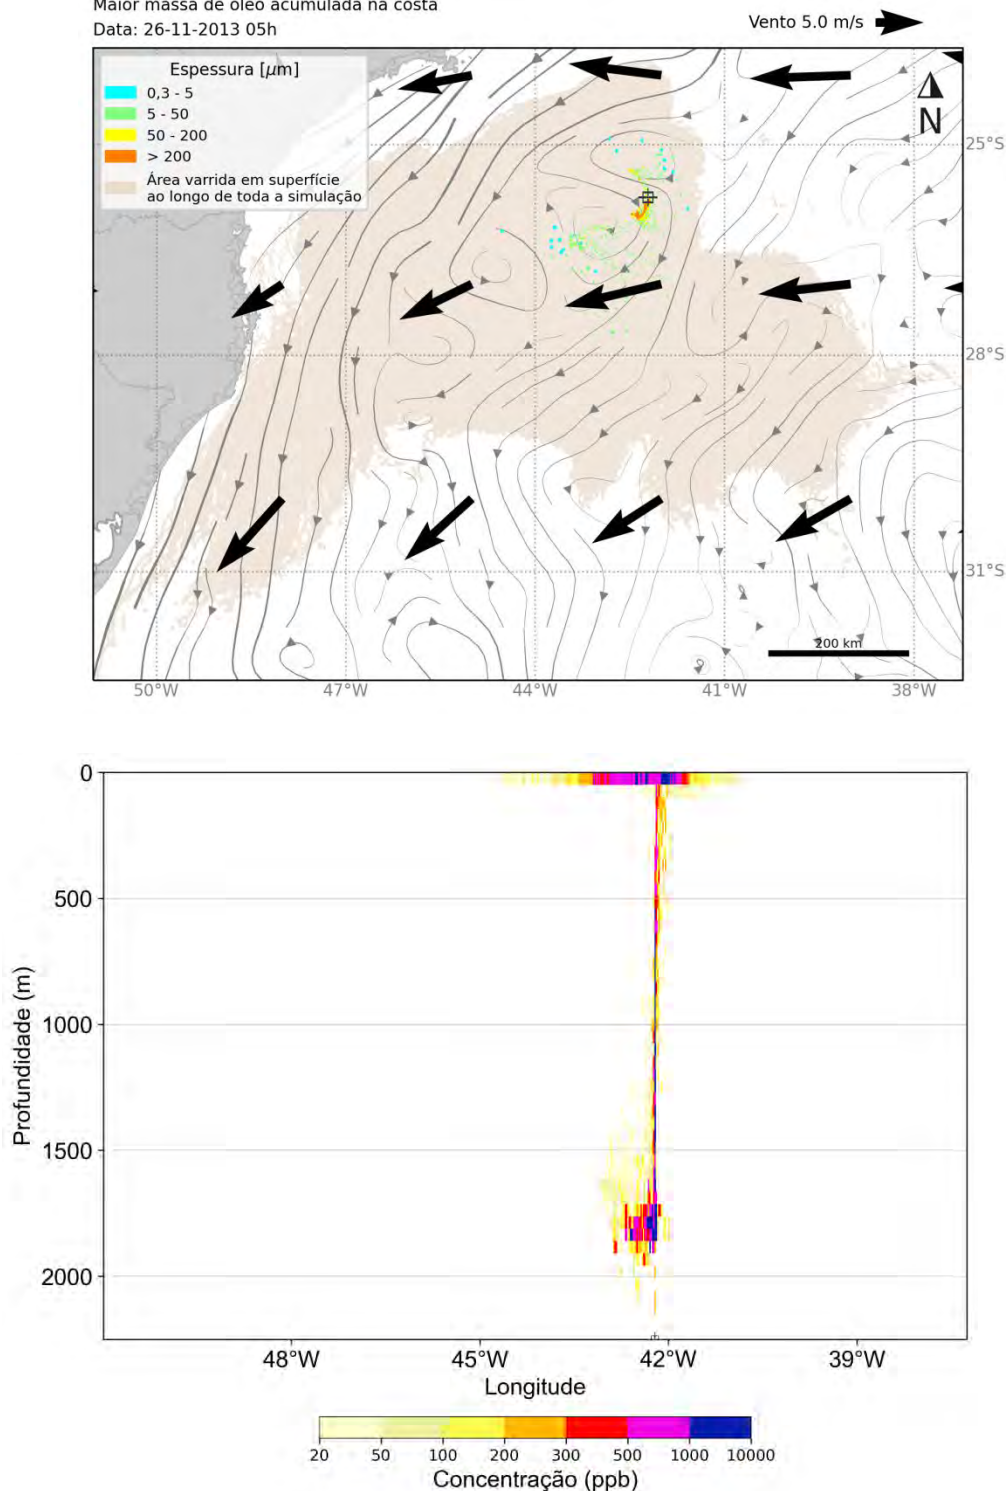 Maior massa de óleo acumulada na costa
Data: 26-11-2013 05h
Vento 5.0 m/s
Espessura [μm]
0,3 - 5
5 - 50
50 - 200
> 200
Área varrida em superfície
ao longo de toda a simulação
N
25°S
28°S
31°S
200 km
50°W 47°W 44°W 41°W 38°W
0
500
1000
1500
2000
Profundidade (m)
48°W 45°W 42°W 39°W
Longitude
20 50 100 200 300 500 1000 10000
Concentração (ppb)